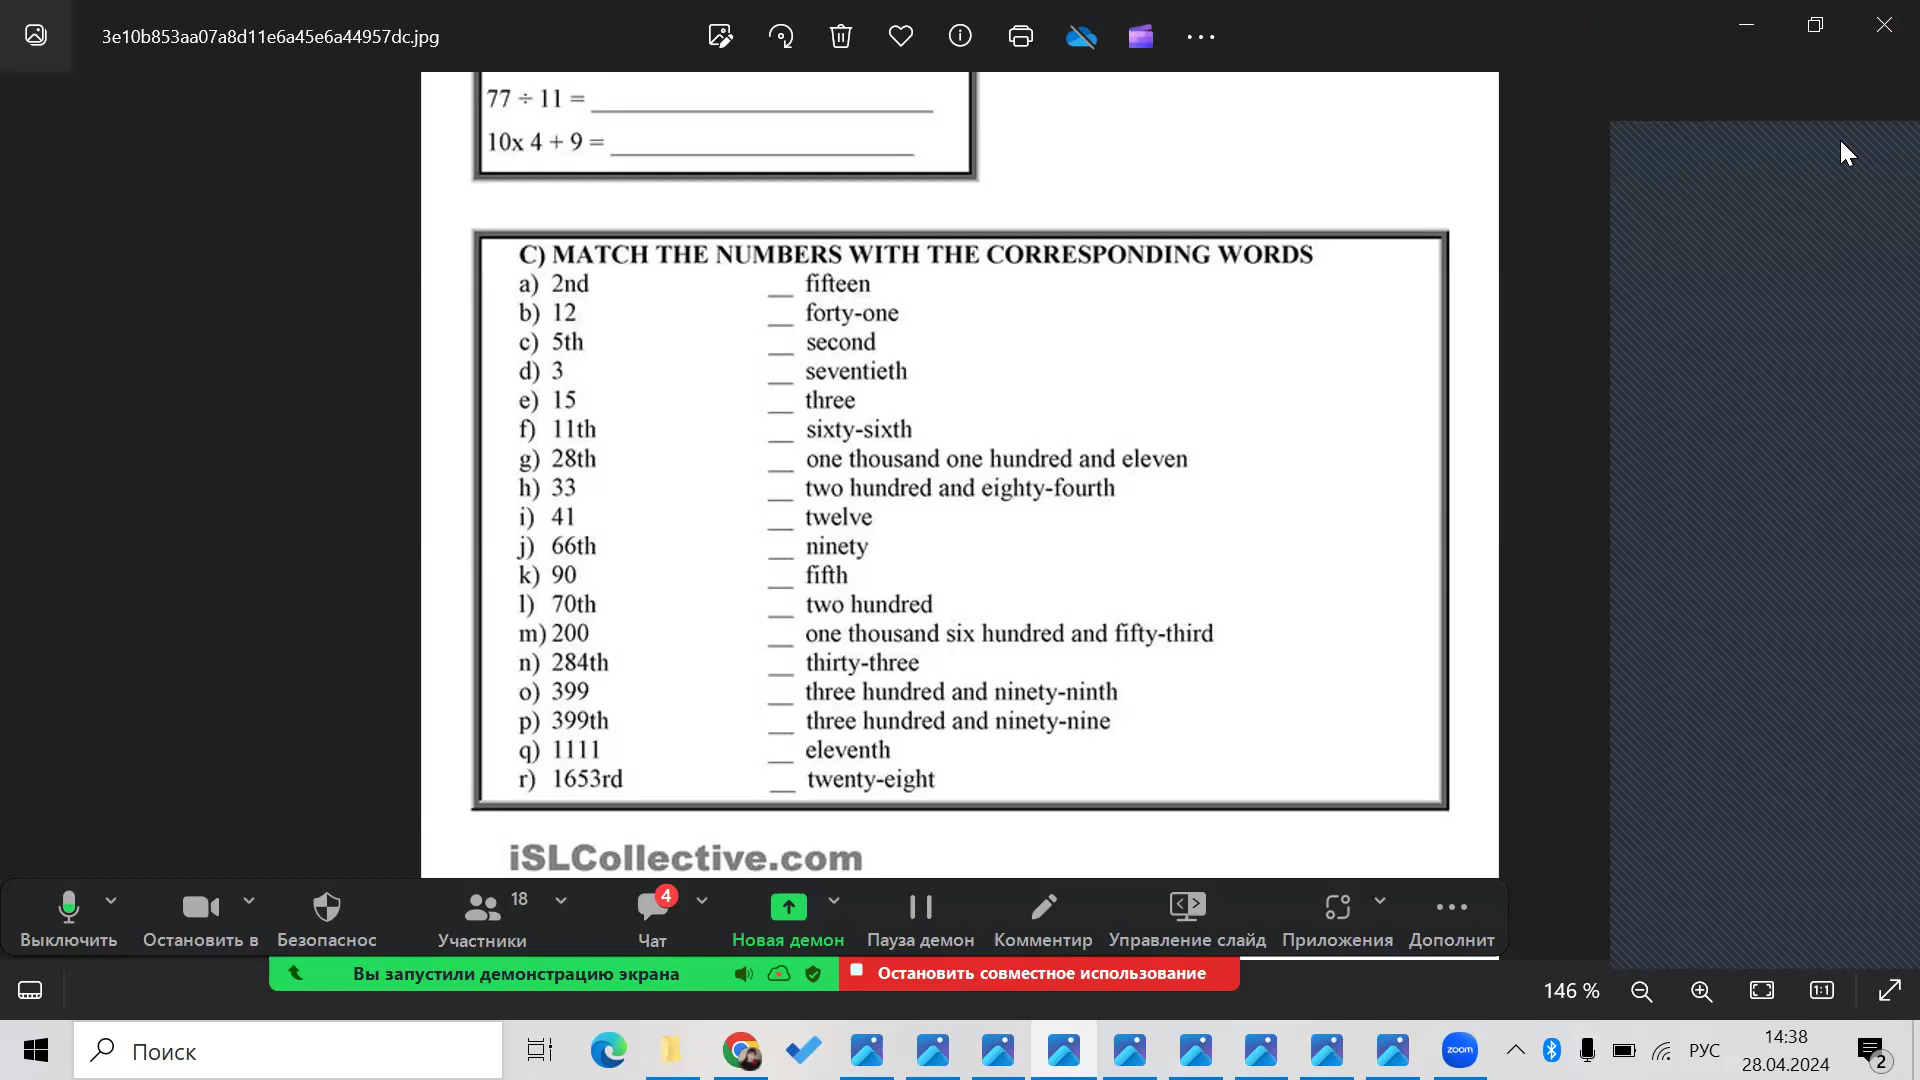 3e10b853aa07a8d11e6a45e6a44957dc.jpg
77 ÷ 11 = ____
10x 4 + 9 = ____
C) MATCH THE NUMBERS WITH THE CORRESPONDING WORDS
a) 2nd __ fifteen
b) 12 __ forty-one
c) 5th __ second
d) 3 __ seventieth
e) 15 __ three
f) 11th __ sixty-sixth
g) 28th __ one thousand one hundred and eleven
h) 33 __ two hundred and eighty-fourth
i) 41 __ twelve
j) 66th __ ninety
k) 90 __ fifth
l) 70th __ two hundred
m) 200 __ one thousand six hundred and fifty-third
n) 284th __ thirty-three
o) 399 __ three hundred and ninety-ninth
p) 399th __ three hundred and ninety-nine
q) 1111 __ eleventh
r) 1653rd __ twenty-eight
iSLCollective.com
18 4
Выключить Остановить в Безопаснос Участники Чат Новая демон Пауза демон Комментир Управление слайд Приложения Дополнит
Вы запустили демонстрацию экрана Остановить совместное использование
146 % 1:1
Поиск zoom РУС 14:38
28.04.2024 2